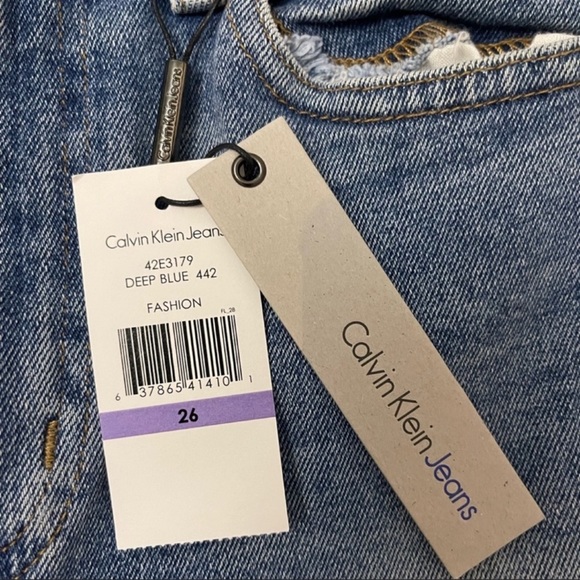 Calvin Klein Jeans
Calvin Klein Jeans
42E3179
DEEP BLUE 442
FASHION
FL_28
6 37865 41410 1
26
Calvin Klein Jeans